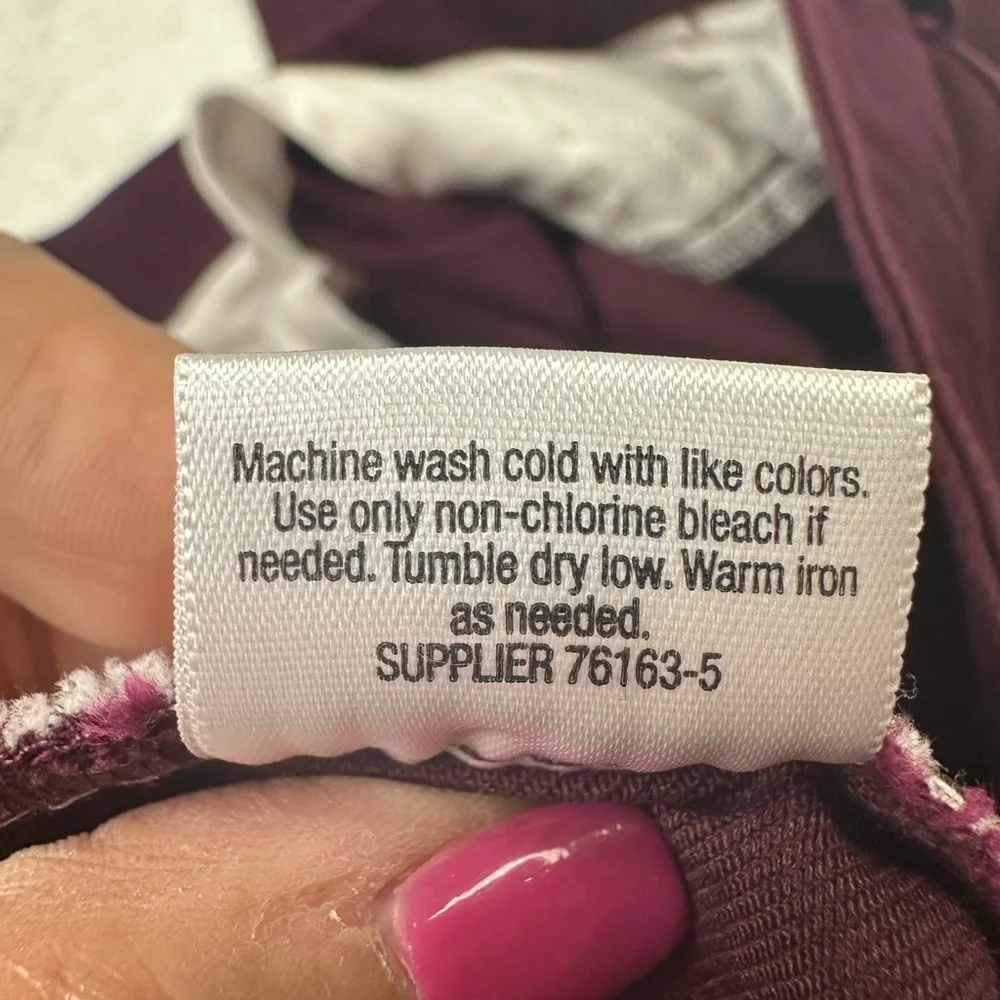 Machine wash cold with like colors.
Use only non-chlorine bleach if
needed. Tumble dry low. Warm iron
as needed.
SUPPLIER 76163-5